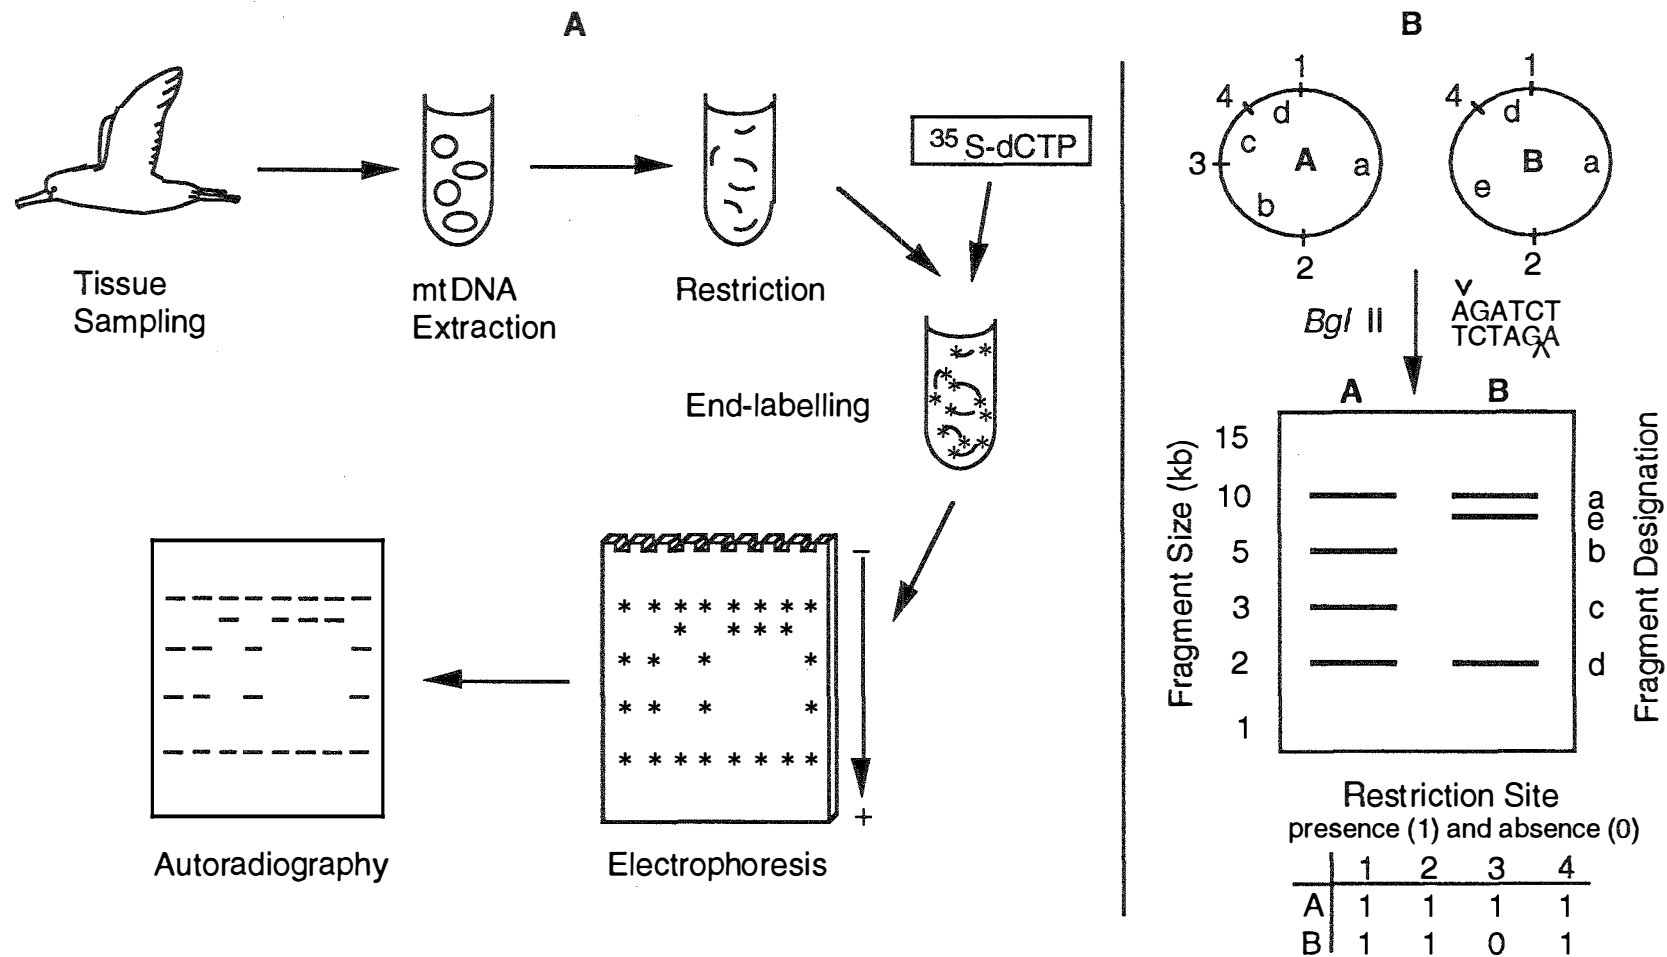 A
Tissue
Sampling
mtDNA
Extraction
Restriction
35S-dCTP
End-labelling
−
+
Electrophoresis
Autoradiography
B
1
4 d
c
3 A a
b
2
1
4 d
B a
e
2
Bgl II
AGATCT
TCTAGA
A B
Fragment Size (kb)
15
10
5
3
2
1
a
e
b
c
d
Fragment Designation
Restriction Site
presence (1) and absence (0)
1 2 3 4
A 1 1 1 1
B 1 1 0 1